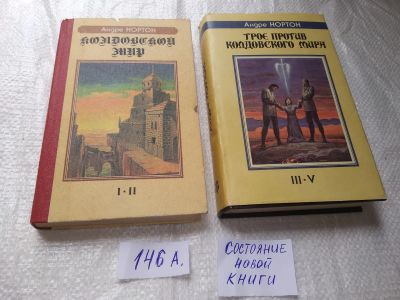 Андре НОРТОН
КОЛДОВСКОЙ
МИР
I-II
Андре НОРТОН
ТРОЕ ПРОТИВ
КОЛДОВСКОГО МИРА
III-V
146 А.
СОСТОЯНИЕ
НОВОЙ
КНИГИ